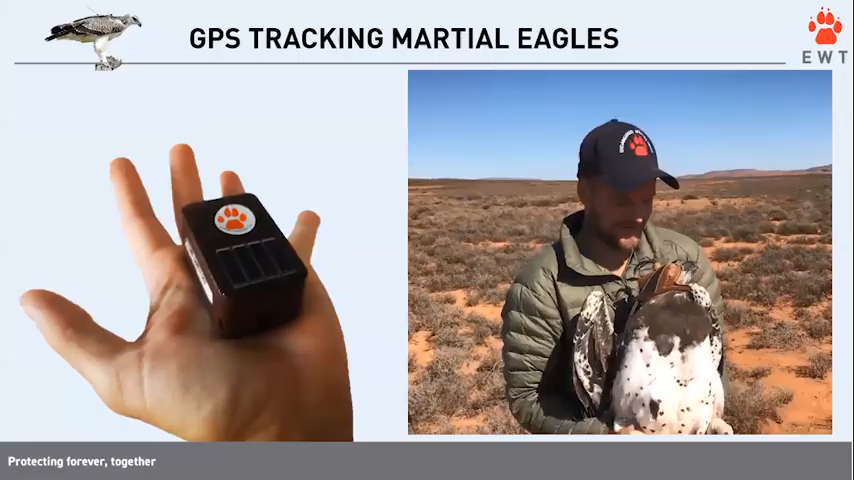 GPS TRACKING MARTIAL EAGLES
EWT
Protecting forever, together